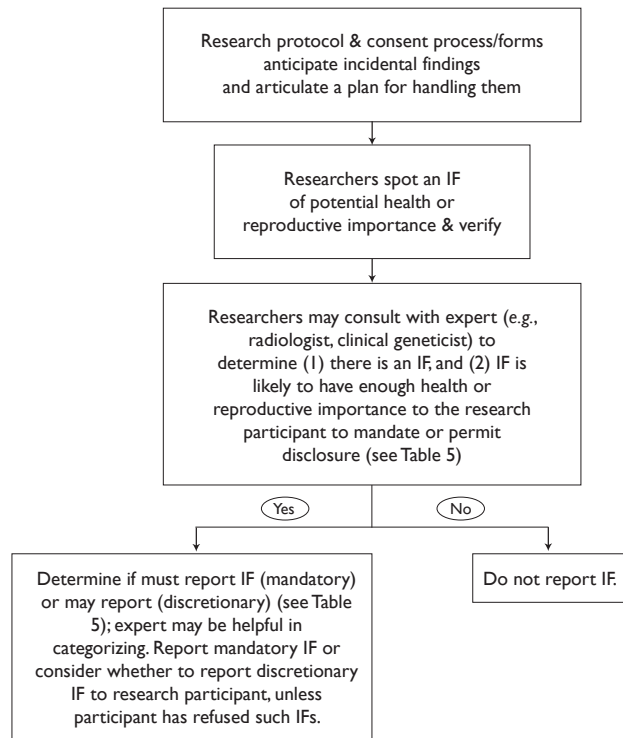 Research protocol & consent process/forms
anticipate incidental findings
and articulate a plan for handling them
Researchers spot an IF
of potential health or
reproductive importance & verify
Researchers may consult with expert (e.g.,
radiologist, clinical geneticist) to
determine (1) there is an IF, and (2) IF is
likely to have enough health or
reproductive importance to the research
participant to mandate or permit
disclosure (see Table 5)
Yes
No
Determine if must report IF (mandatory)
or may report (discretionary) (see Table
5); expert may be helpful in
categorizing. Report mandatory IF or
consider whether to report discretionary
IF to research participant, unless
participant has refused such IFs.
Do not report IF.